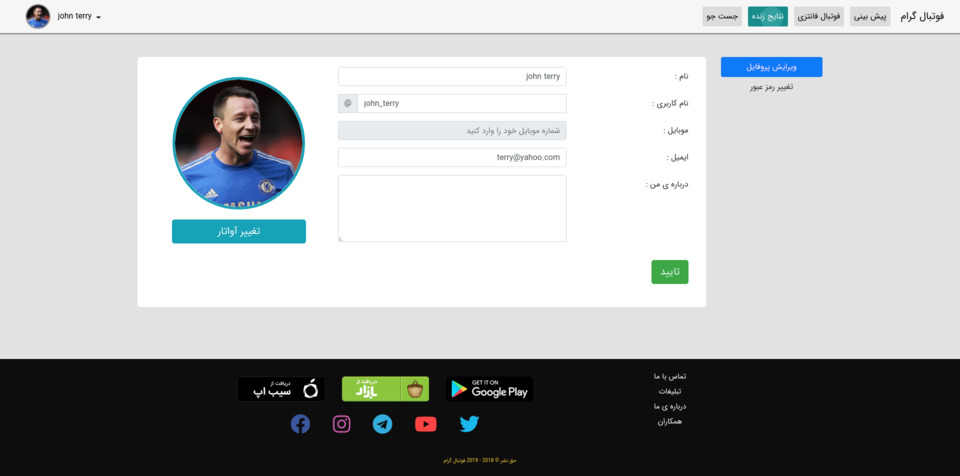 فوتبال گرام
پیش بینی
فوتبال فانتزی
نتایج زنده
جست جو
john terry
ویرایش پروفایل
تغییر رمز عبور
نام :
john terry
نام کاربری :
john_terry
@
موبایل :
شماره موبایل خود را وارد کنید
ایمیل :
terry@yahoo.com
درباره ی من :
تغییر آواتار
تایید
تماس با ما
تبلیغات
درباره ی ما
همکاران
GET IT ON
Google Play
دریافت از
بازار
دریافت از
سیب اپ
حق نشر © 2018 - 2019 فوتبال گرام.